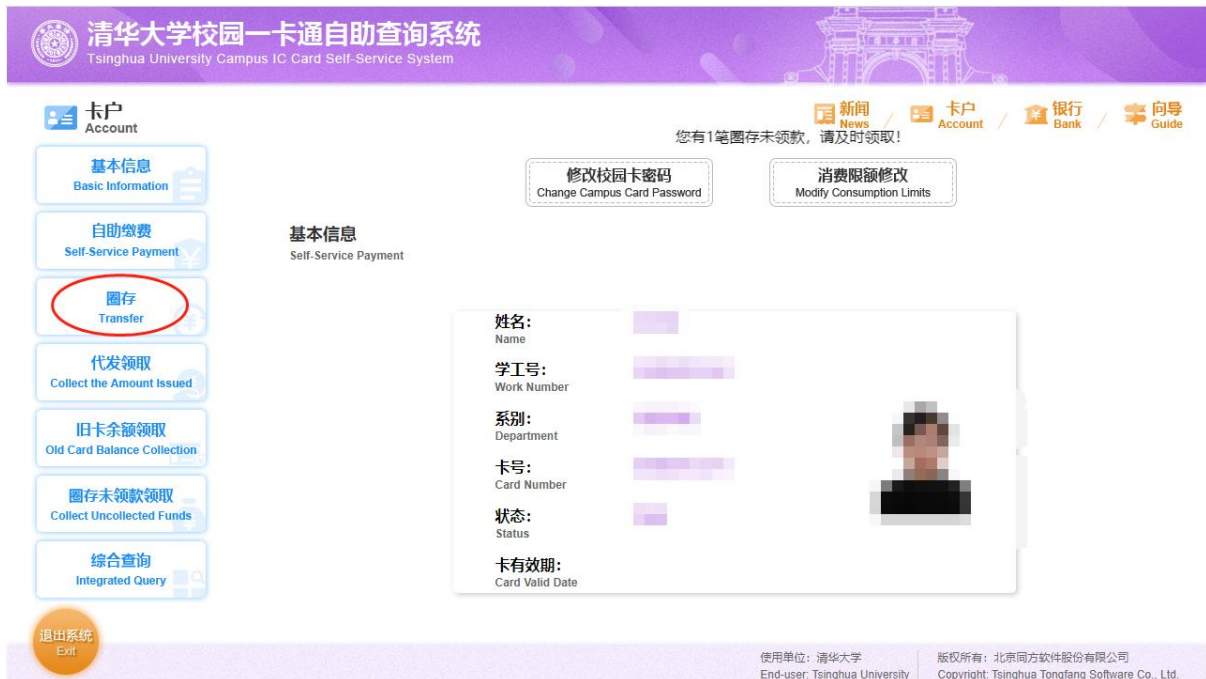 清华大学校园一卡通自助查询系统
Tsinghua University Campus IC Card Self-Service System
卡户
Account
新闻
News
卡户
Account
银行
Bank
向导
Guide
您有1笔圈存未领款，请及时领取！
基本信息
Basic Information
自助缴费
Self-Service Payment
圈存
Transfer
代发领取
Collect the Amount Issued
旧卡余额领取
Old Card Balance Collection
圈存未领款领取
Collect Uncollected Funds
综合查询
Integrated Query
退出系统
Exit
修改校园卡密码
Change Campus Card Password
消费限额修改
Modify Consumption Limits
基本信息
Self-Service Payment
姓名：
Name
学工号：
Work Number
系别：
Department
卡号：
Card Number
状态：
Status
卡有效期：
Card Valid Date
使用单位：清华大学
End-user: Tsinghua University
版权所有：北京同方软件股份有限公司
Copyright: Tsinghua Tongfang Software Co., Ltd.